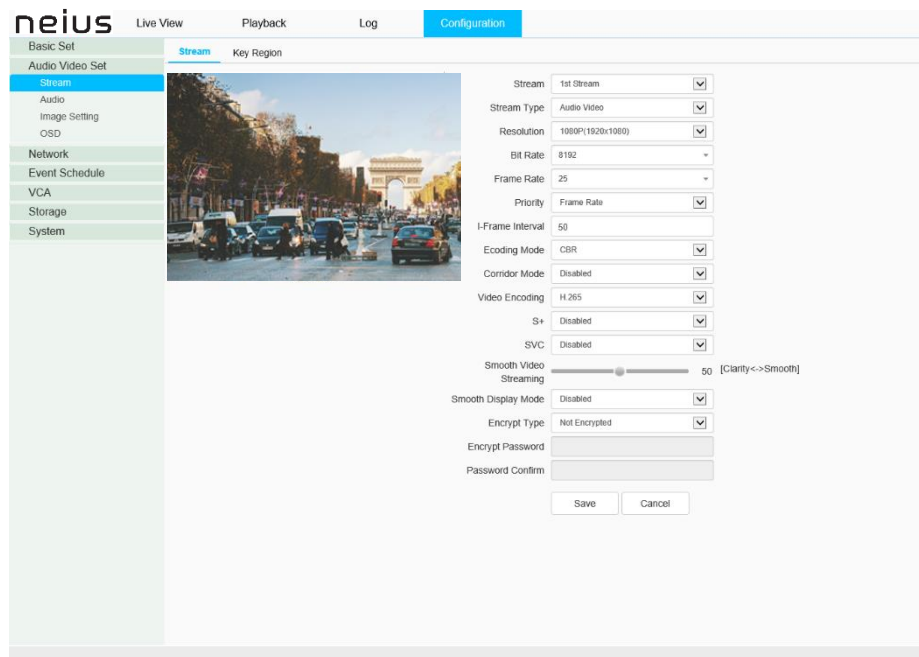 neius
Live View Playback Log Configuration
Basic Set
Audio Video Set
Stream
Audio
Image Setting
OSD
Network
Event Schedule
VCA
Storage
System
Stream Key Region
Stream 1st Stream
Stream Type Audio Video
Resolution 1080P(1920x1080)
Bit Rate 8192
Frame Rate 25
Priority Frame Rate
I-Frame Interval 50
Ecoding Mode CBR
Corridor Mode Disabled
Video Encoding H.265
S+ Disabled
SVC Disabled
Smooth Video
Streaming 50 [Clarity<->Smooth]
Smooth Display Mode Disabled
Encrypt Type Not Encrypted
Encrypt Password
Password Confirm
Save Cancel